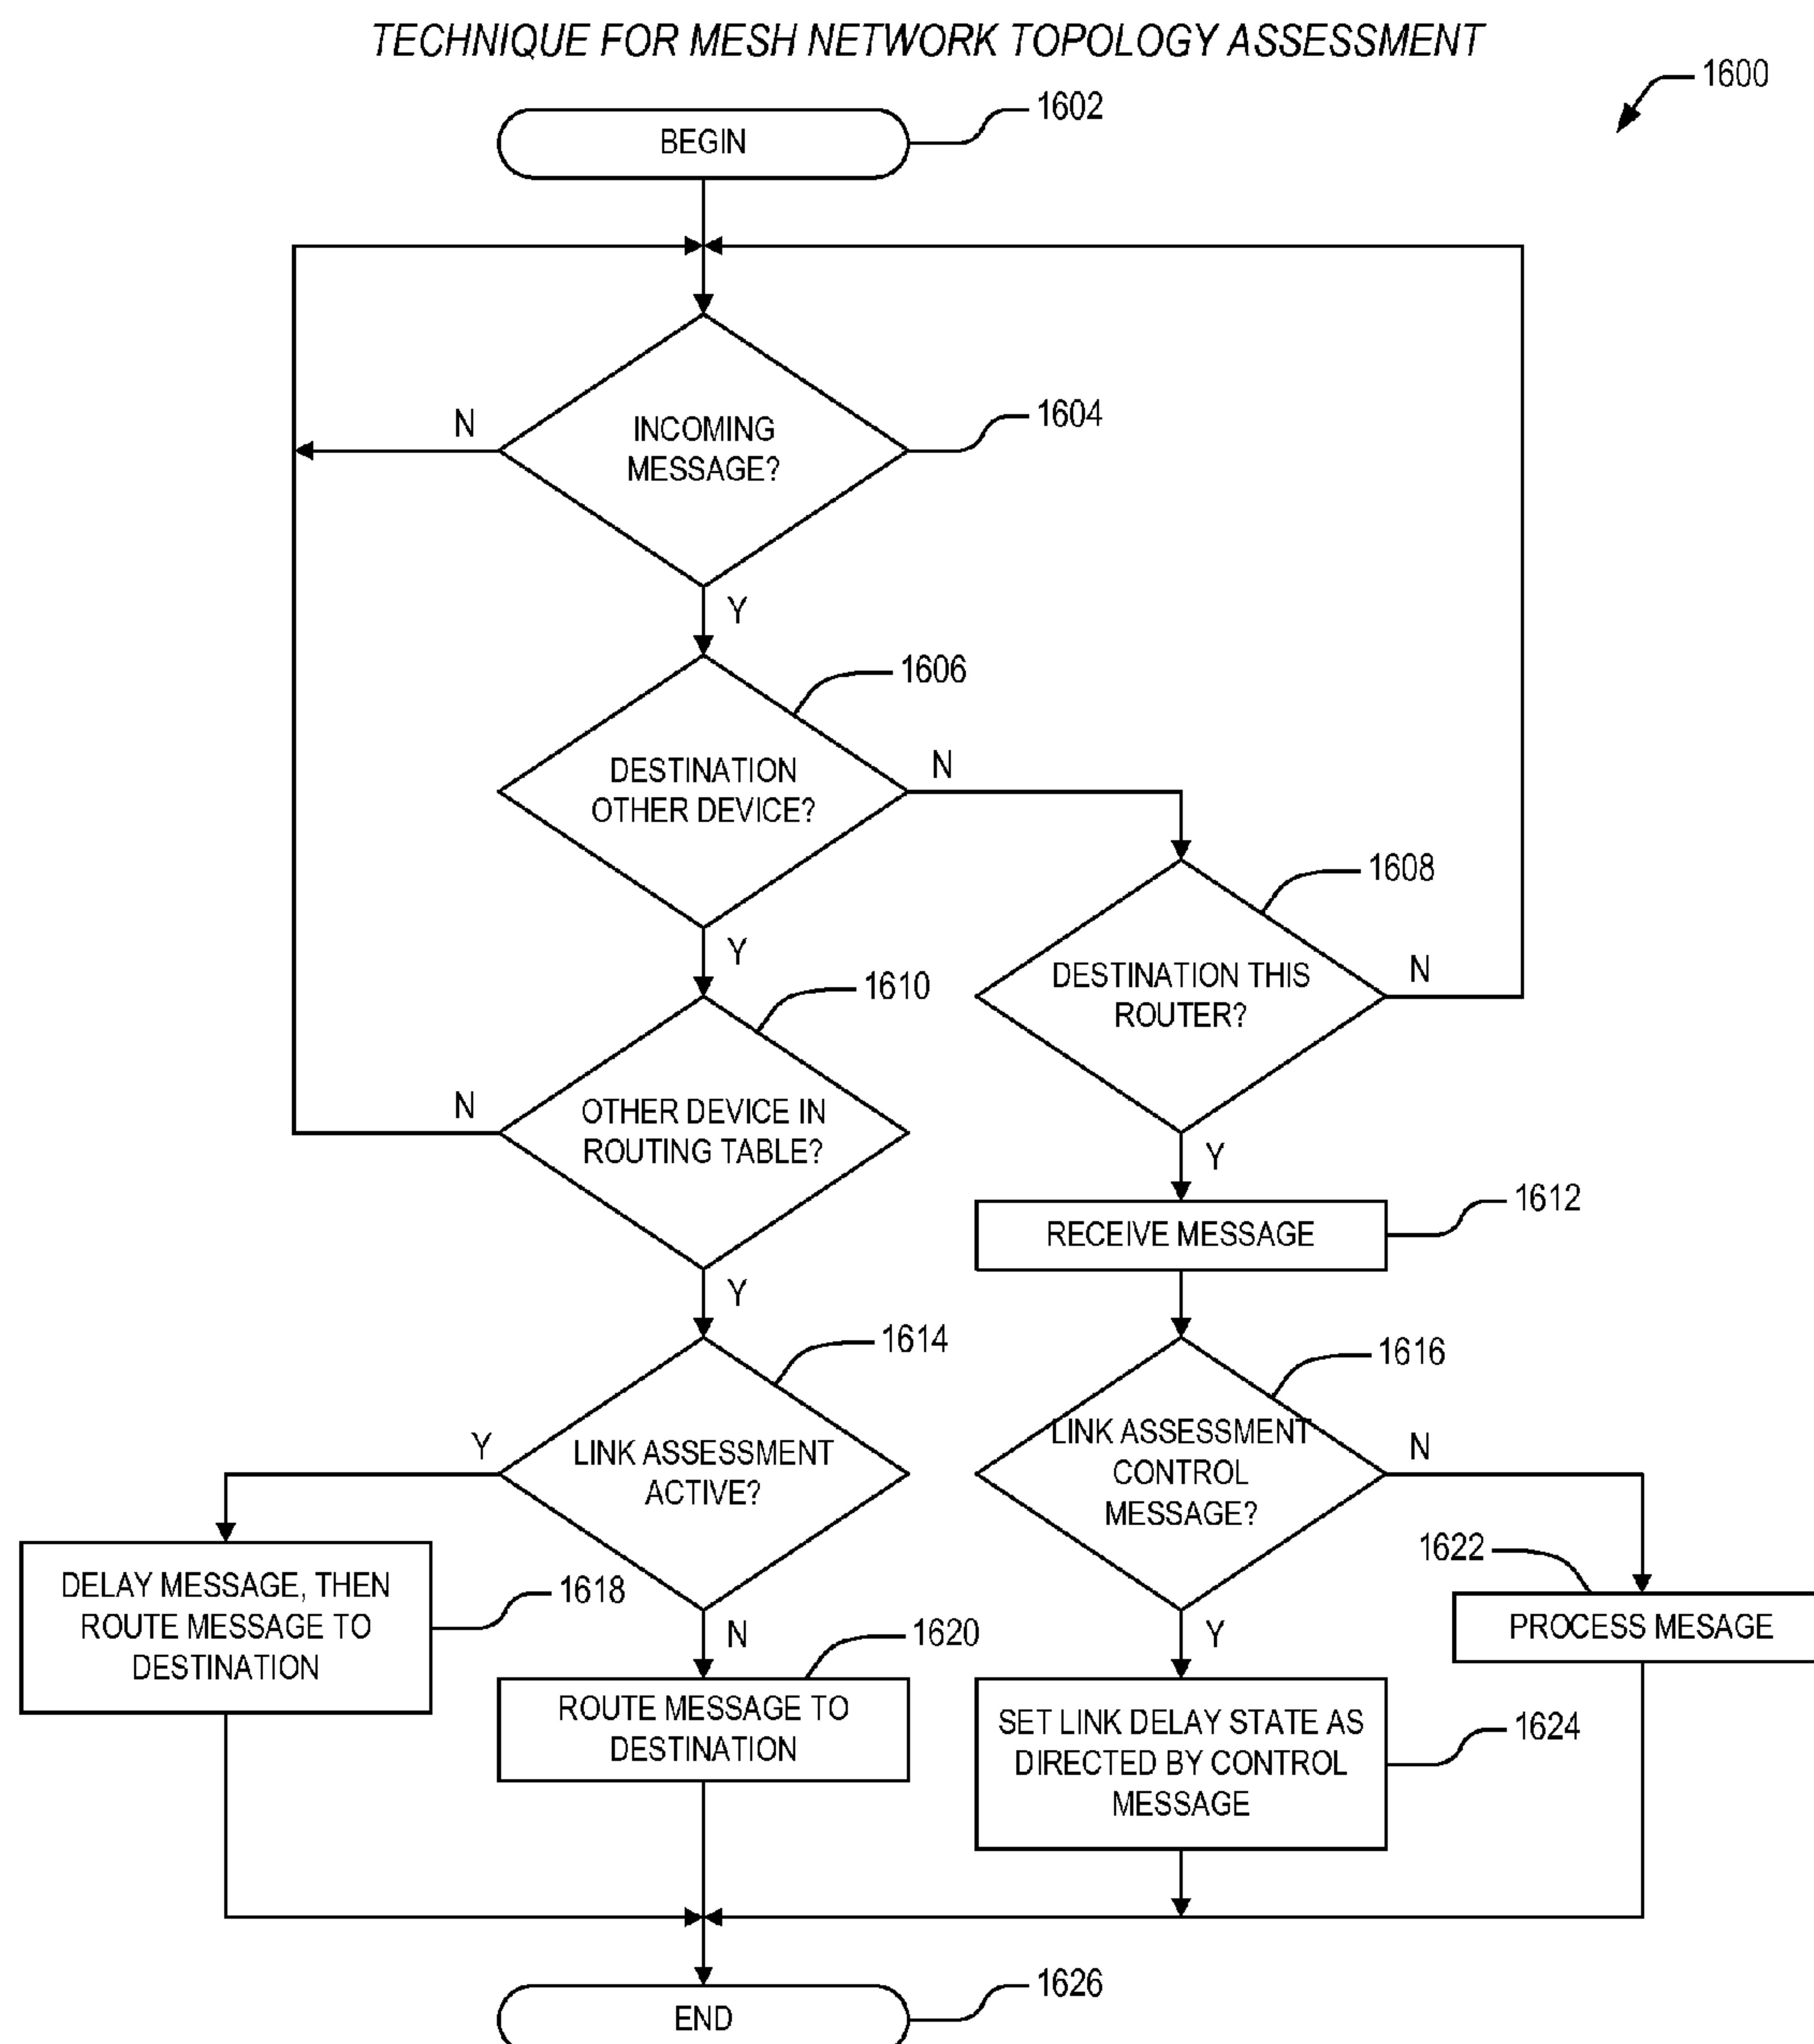 TECHNIQUE FOR MESH NETWORK TOPOLOGY ASSESSMENT
1600
BEGIN
1602
INCOMING
MESSAGE?
1604
N
Y
1606
DESTINATION
OTHER DEVICE?
N
Y
1608
DESTINATION THIS
ROUTER?
N
Y
1610
OTHER DEVICE IN
ROUTING TABLE?
N
Y
1612
RECEIVE MESSAGE
1614
LINK ASSESSMENT
ACTIVE?
Y
N
1616
LINK ASSESSMENT
CONTROL
MESSAGE?
N
Y
DELAY MESSAGE, THEN
ROUTE MESSAGE TO
DESTINATION
1618
1620
ROUTE MESSAGE TO
DESTINATION
1622
PROCESS MESAGE
SET LINK DELAY STATE AS
DIRECTED BY CONTROL
MESSAGE
1624
END
1626